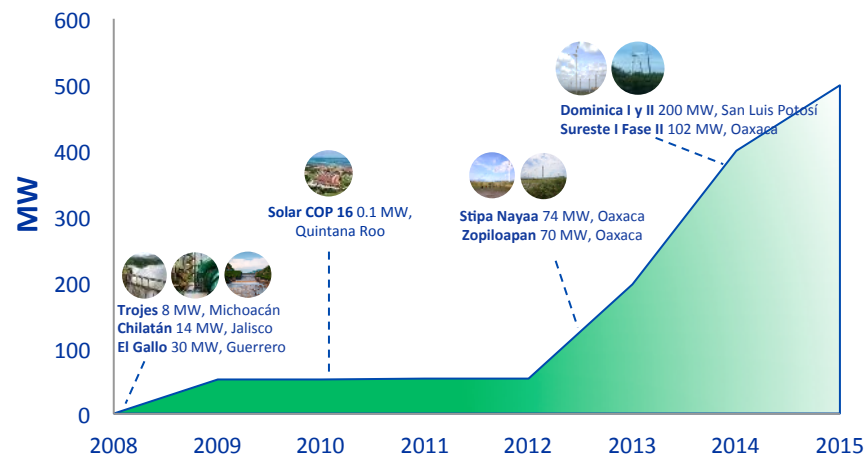 600
500
400
300
200
100
0
MW
Dominica I y II 200 MW, San Luis Potosí
Sureste I Fase II 102 MW, Oaxaca
Solar COP 16 0.1 MW,
Quintana Roo
Stipa Nayaa 74 MW, Oaxaca
Zopiloapan 70 MW, Oaxaca
Trojes 8 MW, Michoacán
Chilatán 14 MW, Jalisco
El Gallo 30 MW, Guerrero
2008 2009 2010 2011 2012 2013 2014 2015